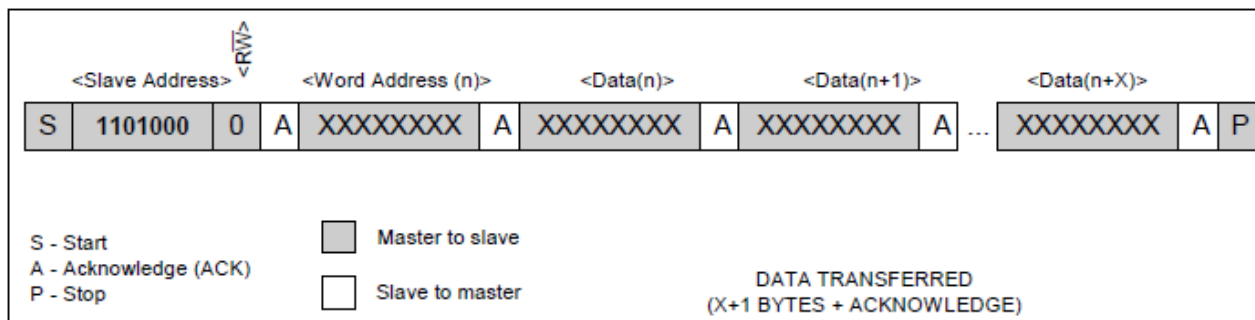 <RW>
<Slave Address> <Word Address (n)> <Data(n)> <Data(n+1)> <Data(n+X)>
S 1101000 0 A XXXXXXXX A XXXXXXXX A XXXXXXXX A ... XXXXXXXX A P
S - Start
A - Acknowledge (ACK)
P - Stop
Master to slave
Slave to master
DATA TRANSFERRED
(X+1 BYTES + ACKNOWLEDGE)